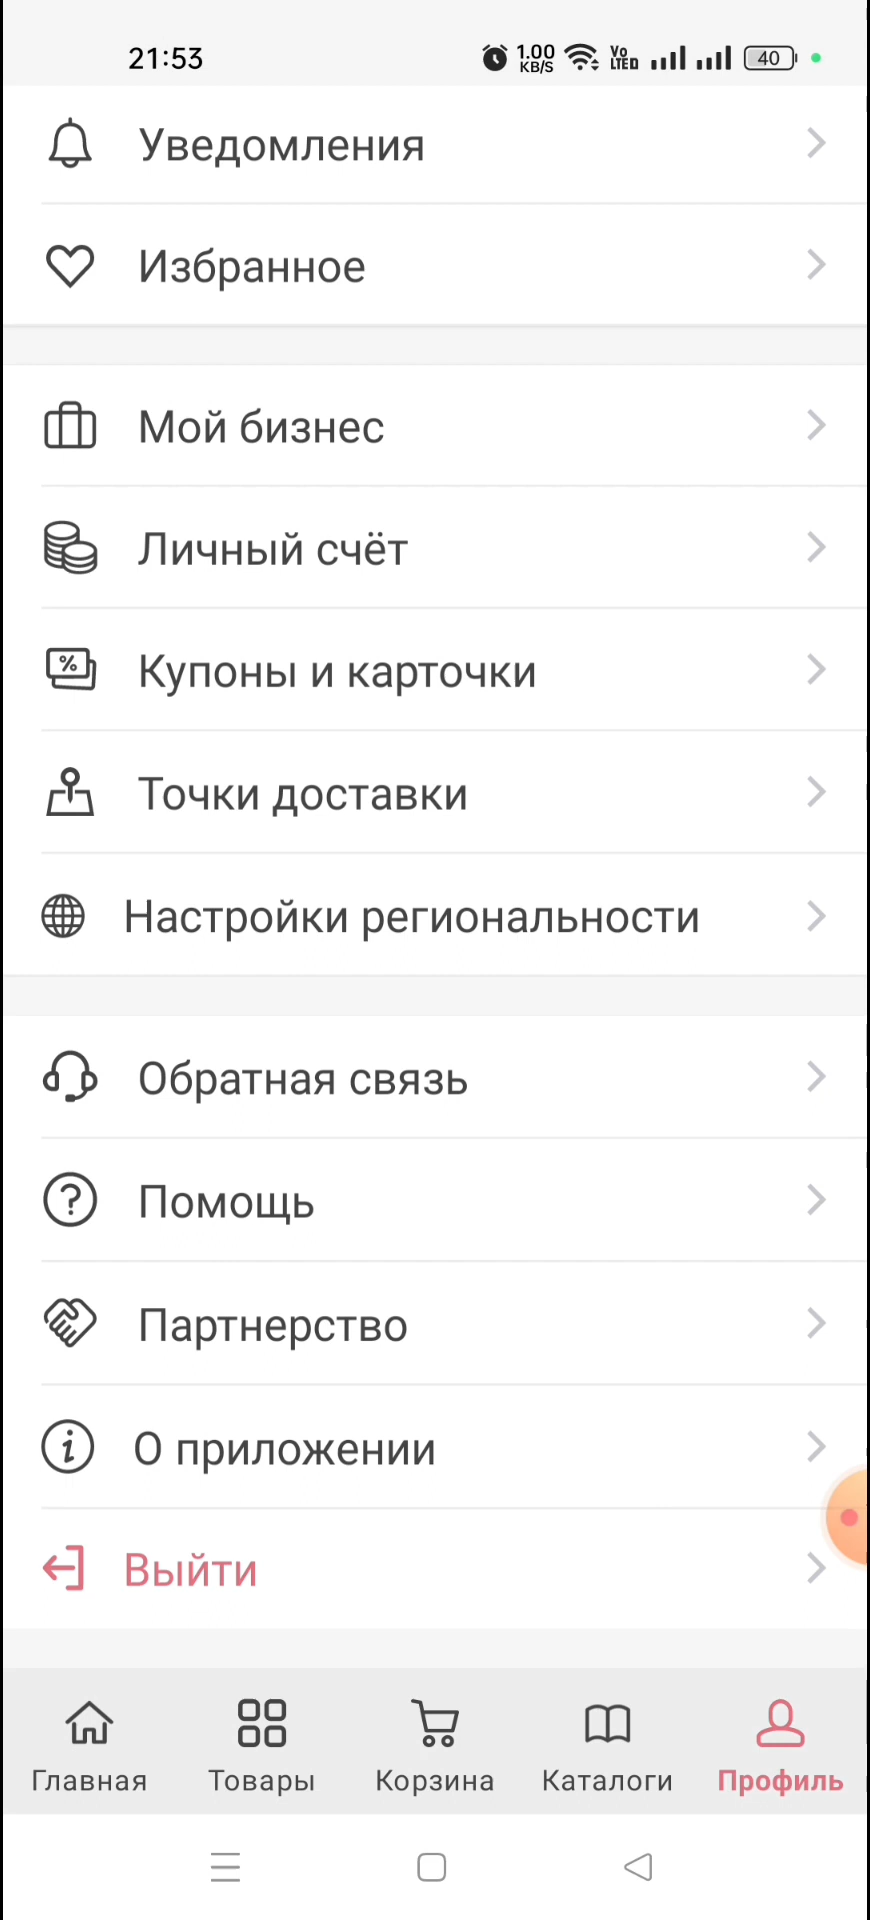 21:53
1.00 KB/S
Vo LTED
40
Уведомления
Избранное
Мой бизнес
Личный счёт
%
Купоны и карточки
Точки доставки
Настройки региональности
Обратная связь
?
Помощь
Партнерство
i
О приложении
Выйти
Главная Товары Корзина Каталоги Профиль